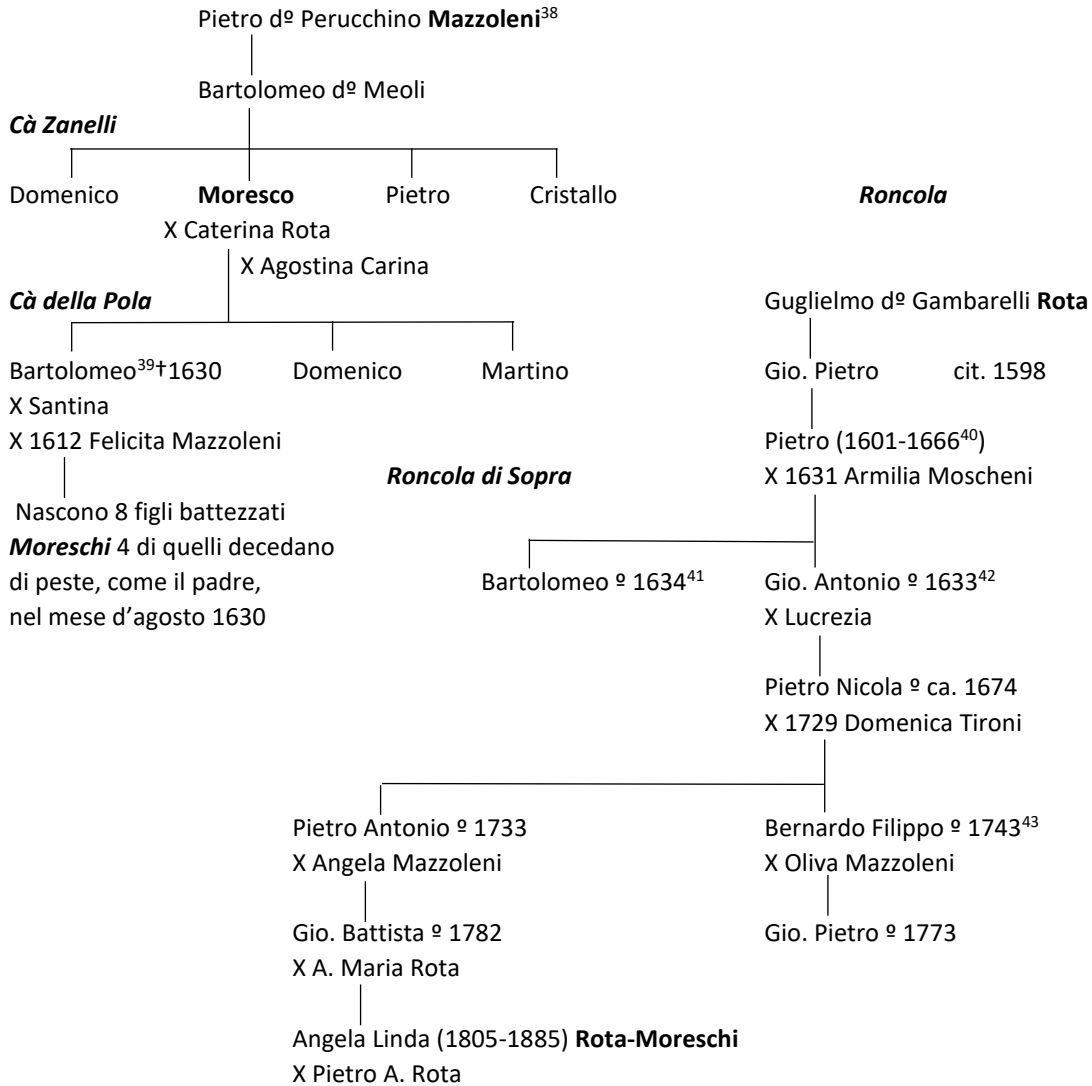 Pietro dº Perucchino Mazzoleni³⁸
Bartolomeo dº Meoli
Cà Zanelli
Domenico Moresco Pietro Cristallo Roncola
X Caterina Rota
X Agostina Carina
Cà della Pola Guglielmo dº Gambarelli Rota
Bartolomeo³⁹†1630 Domenico Martino Gio. Pietro cit. 1598
X Santina
X 1612 Felicita Mazzoleni Pietro (1601-1666⁴⁰)
Roncola di Sopra X 1631 Armilia Moscheni
Nascono 8 figli battezzati
Moreschi 4 di quelli decedano
di peste, come il padre, Bartolomeo º 1634⁴¹ Gio. Antonio º 1633⁴²
nel mese d’agosto 1630 X Lucrezia
Pietro Nicola º ca. 1674
X 1729 Domenica Tironi
Pietro Antonio º 1733 Bernardo Filippo º 1743⁴³
X Angela Mazzoleni X Oliva Mazzoleni
Gio. Battista º 1782 Gio. Pietro º 1773
X A. Maria Rota
Angela Linda (1805-1885) Rota-Moreschi
X Pietro A. Rota